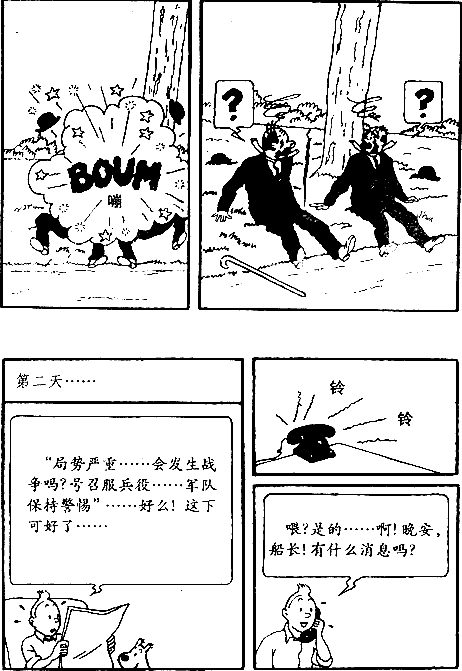 BOUM
嘣
?
?
第二天……
“局势严重……会发生战
争吗?号召服兵役……军队
保持警惕”……好么!这下
可好了……
铃
铃
喂?是的……啊!晚安,
船长!有什么消息吗?